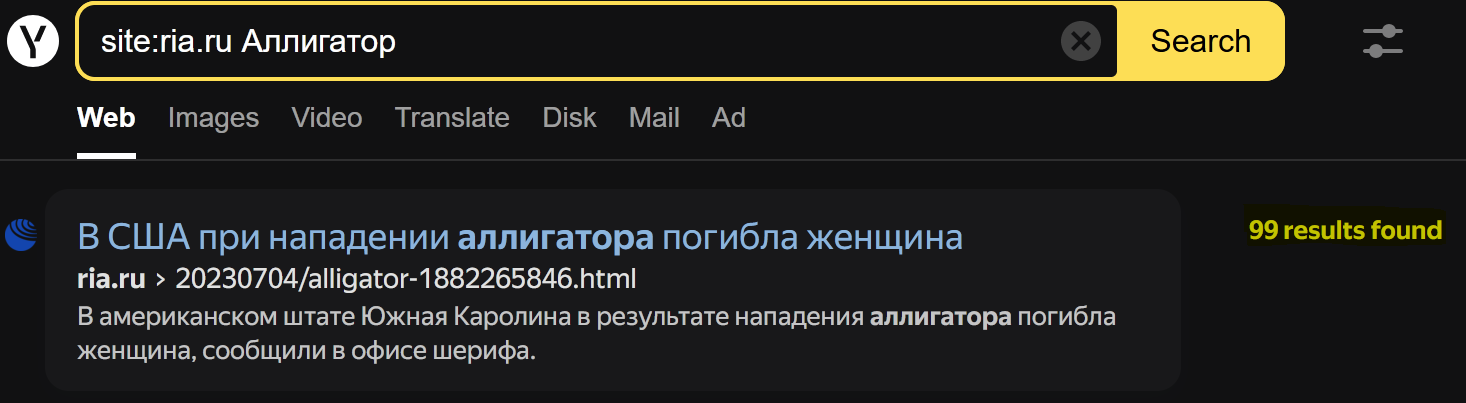 Y site:ria.ru Аллигатор Search
Web Images Video Translate Disk Mail Ad
В США при нападении аллигатора погибла женщина
99 results found
ria.ru › 20230704/alligator-1882265846.html
В американском штате Южная Каролина в результате нападения аллигатора погибла
женщина, сообщили в офисе шерифа.